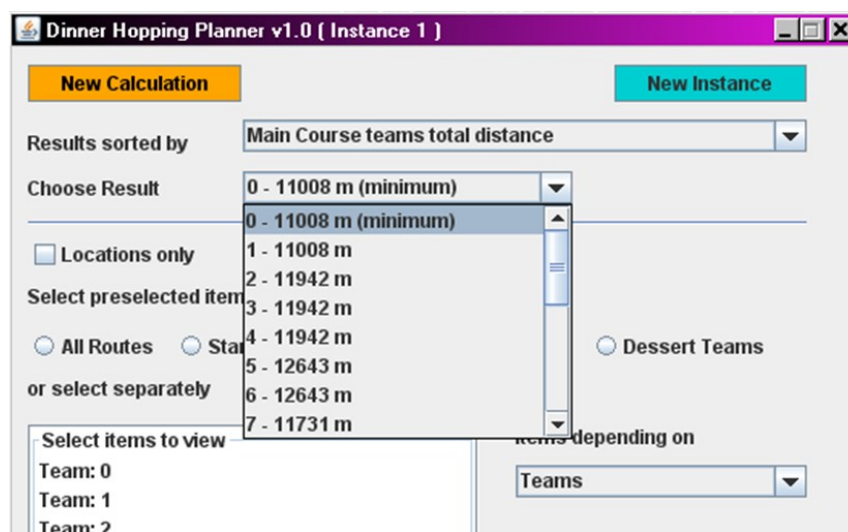 Dinner Hopping Planner v1.0 ( Instance 1 )
New Calculation New Instance
Results sorted by Main Course teams total distance
Choose Result 0 - 11008 m (minimum)
0 - 11008 m (minimum)
1 - 11008 m
Locations only
2 - 11942 m
Select preselected item
3 - 11942 m
4 - 11942 m
All Routes Dessert Teams
5 - 12643 m
or select separately
6 - 12643 m
7 - 11731 m
Select items to view
items depending on
Team: 0
Teams
Team: 1
Team: 2